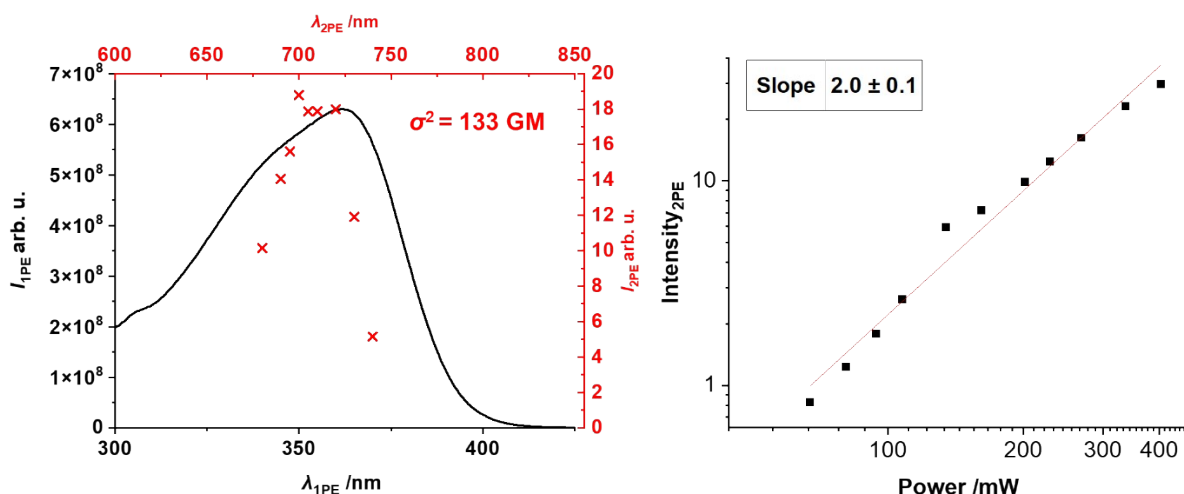 λ2PE /nm
600 650 700 750 800 850
7×10⁸
6×10⁸
5×10⁸
4×10⁸
3×10⁸
2×10⁸
1×10⁸
0
I1PE arb. u.
σ² = 133 GM
20
18
16
14
12
10
8
6
4
2
0
I2PE arb. u.
300 350 400
λ1PE /nm
Slope 2.0 ± 0.1
Intensity2PE
10
1
100 200 300 400
Power /mW